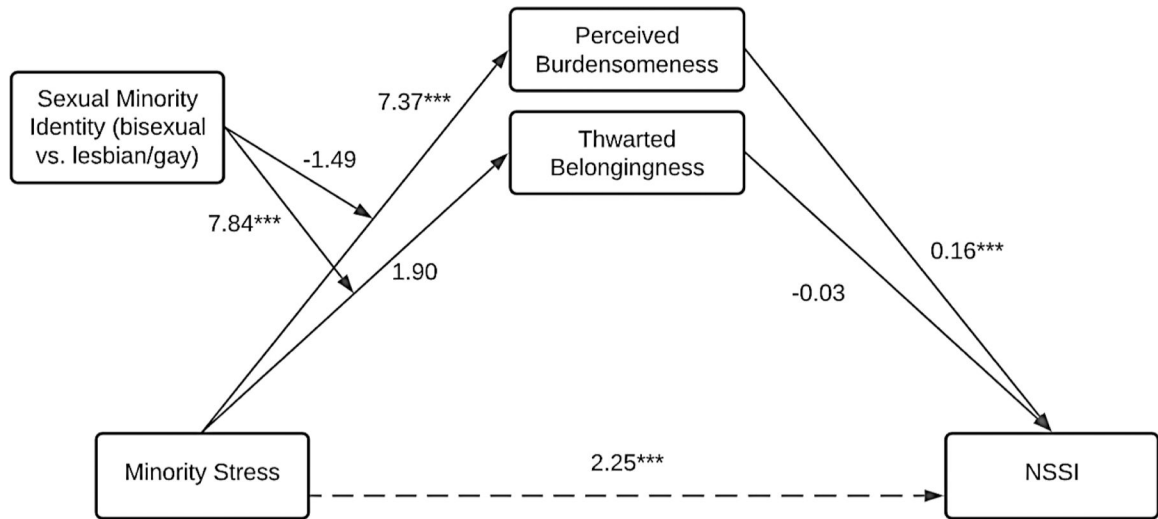 Perceived
Burdensomeness
Sexual Minority
Identity (bisexual
vs. lesbian/gay)
7.37***
Thwarted
Belongingness
-1.49
7.84***
1.90
0.16***
-0.03
Minority Stress
2.25***
NSSI